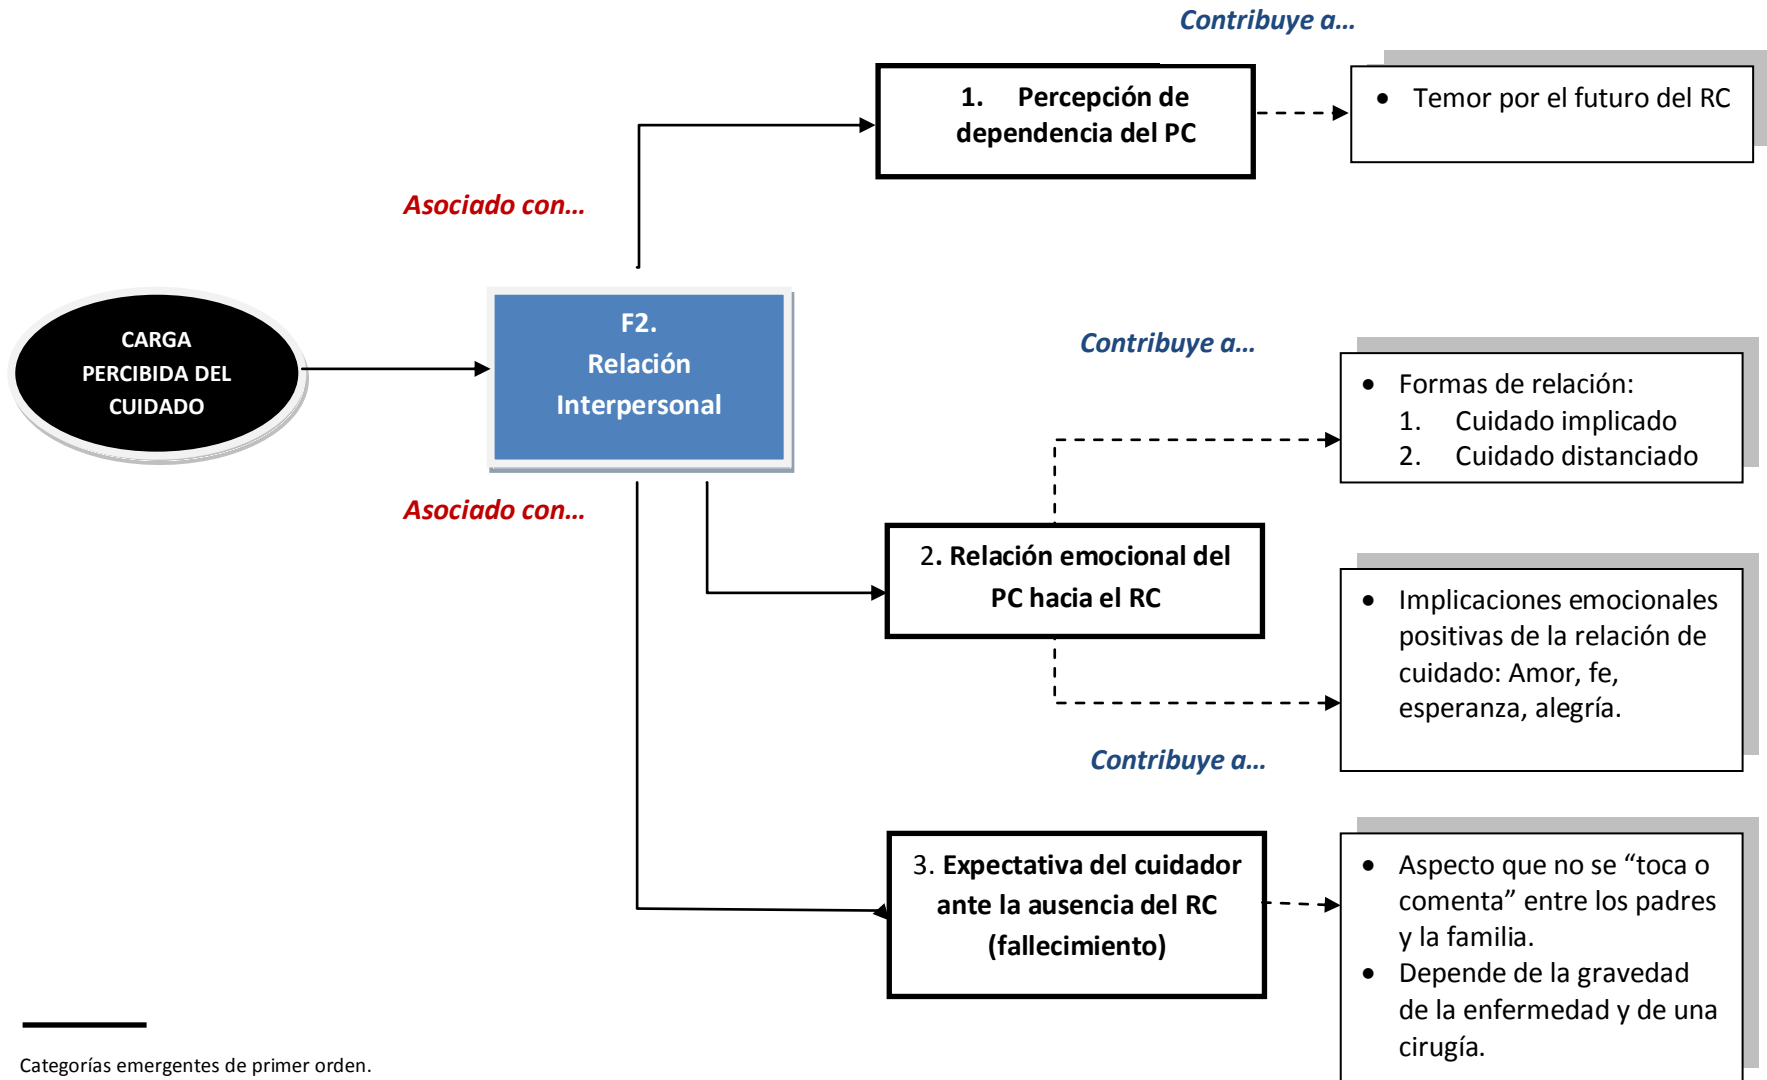 Contribuye a...
1. Percepción de
dependencia del PC
• Temor por el futuro del RC
Asociado con...
CARGA
PERCIBIDA DEL
CUIDADO
F2.
Relación
Interpersonal
Contribuye a...
• Formas de relación:
1. Cuidado implicado
2. Cuidado distanciado
Asociado con...
2. Relación emocional del
PC hacia el RC
• Implicaciones emocionales
positivas de la relación de
cuidado: Amor, fe,
esperanza, alegría.
Contribuye a...
3. Expectativa del cuidador
ante la ausencia del RC
(fallecimiento)
• Aspecto que no se “toca o
comenta” entre los padres
y la familia.
• Depende de la gravedad
de la enfermedad y de una
cirugía.
Categorías emergentes de primer orden.